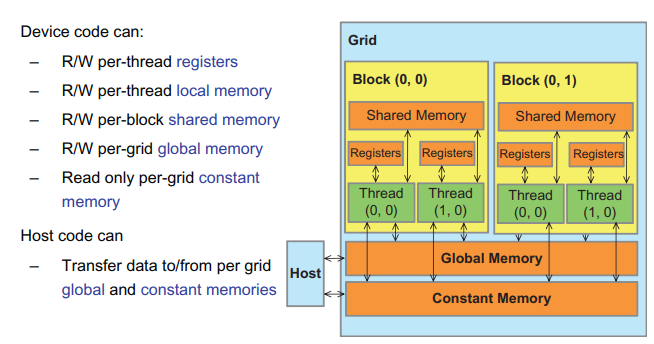 Device code can:
– R/W per-thread registers
– R/W per-thread local memory
– R/W per-block shared memory
– R/W per-grid global memory
– Read only per-grid constant
memory
Host code can
– Transfer data to/from per grid
global and constant memories
Grid
Block (0, 0)
Shared Memory
Registers
Registers
Thread
(0, 0)
Thread
(1, 0)
Block (0, 1)
Shared Memory
Registers
Registers
Thread
(0, 0)
Thread
(1, 0)
Host
Global Memory
Constant Memory